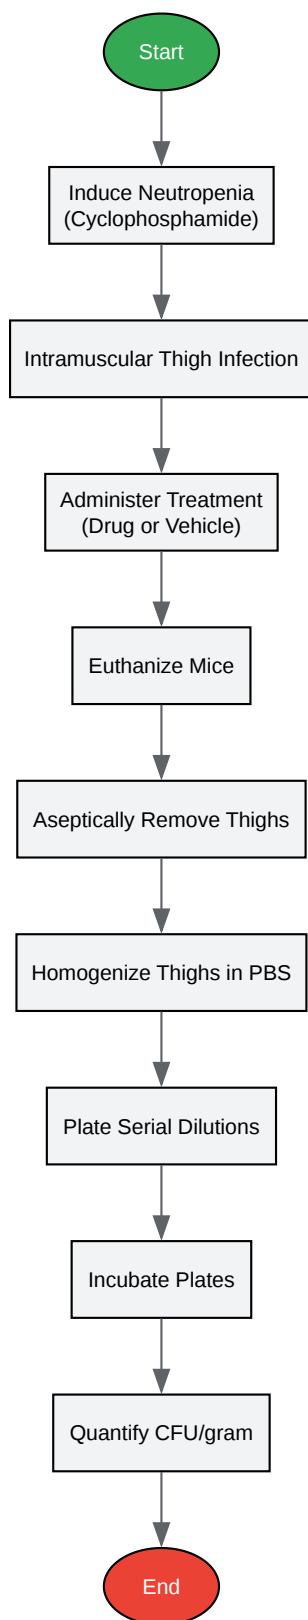 Start
Induce Neutropenia
(Cyclophosphamide)
Intramuscular Thigh Infection
Administer Treatment
(Drug or Vehicle)
Euthanize Mice
Aseptically Remove Thighs
Homogenize Thighs in PBS
Plate Serial Dilutions
Incubate Plates
Quantify CFU/gram
End